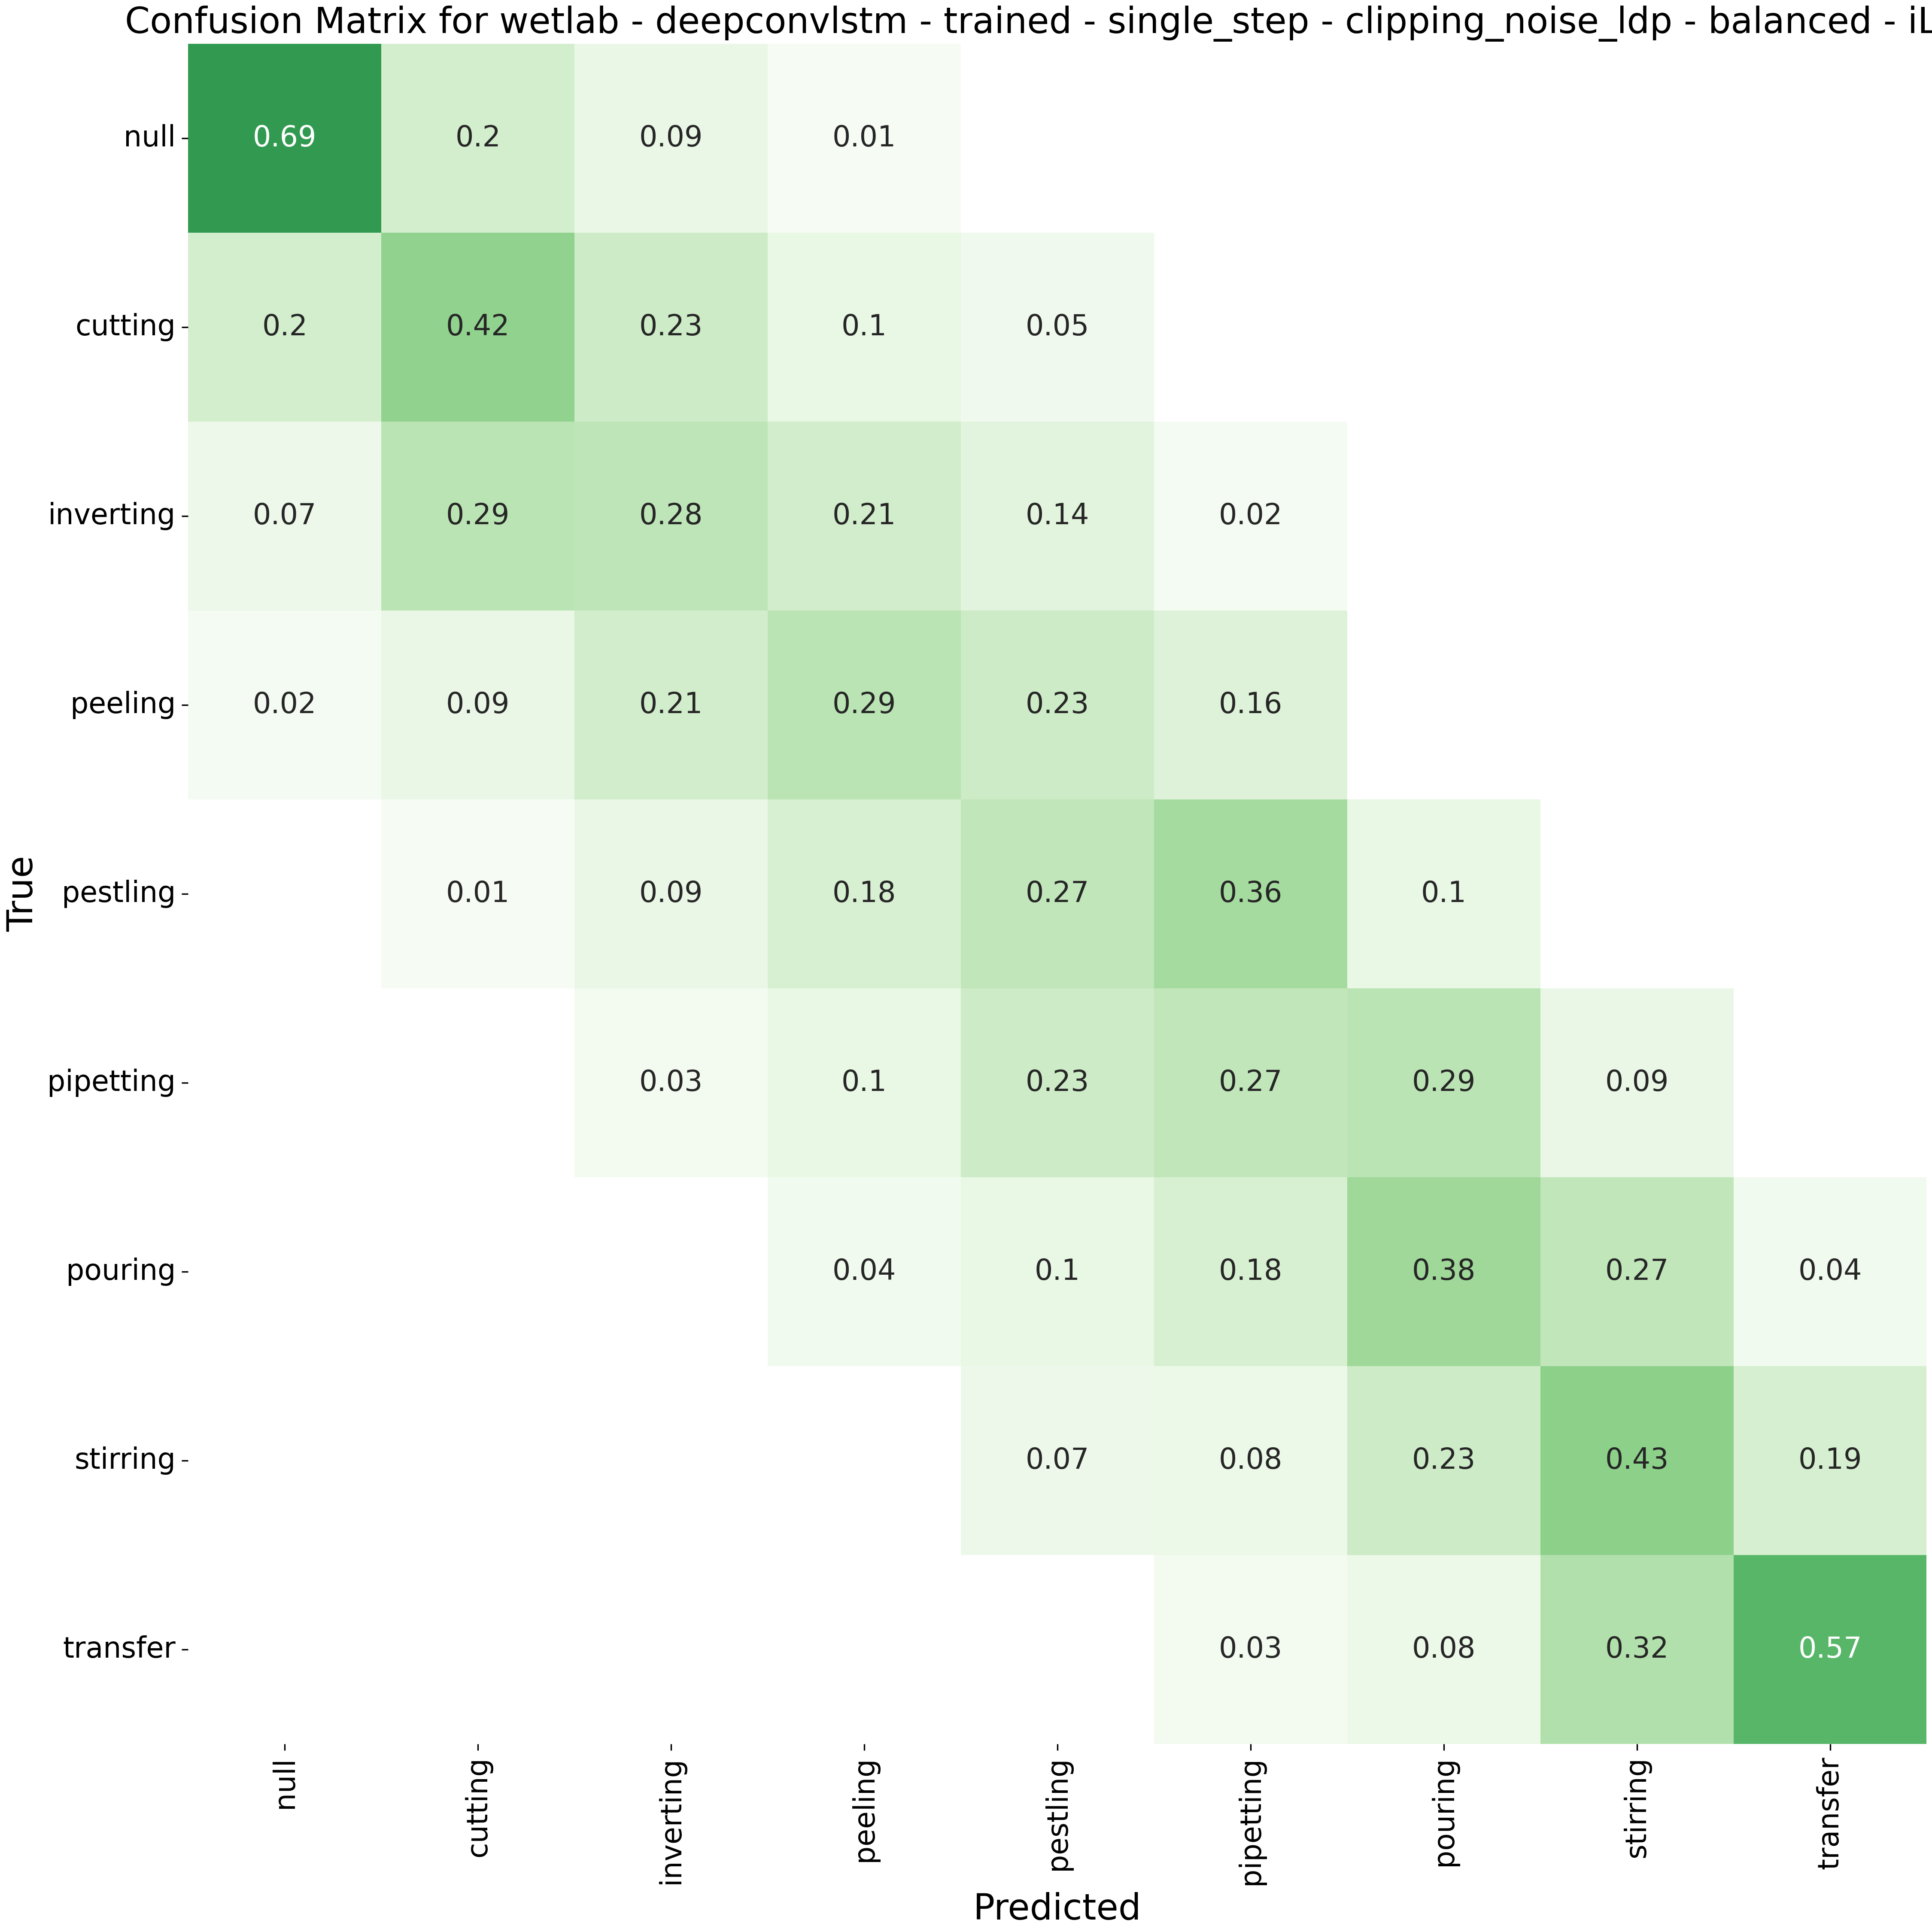 Confusion Matrix for wetlab - deepconvlstm - trained - single_step - clipping_noise_ldp - balanced - iL
null 0.69 0.2 0.09 0.01
cutting 0.2 0.42 0.23 0.1 0.05
inverting 0.07 0.29 0.28 0.21 0.14 0.02
peeling 0.02 0.09 0.21 0.29 0.23 0.16
pestling 0.01 0.09 0.18 0.27 0.36 0.1
pipetting 0.03 0.1 0.23 0.27 0.29 0.09
pouring 0.04 0.1 0.18 0.38 0.27 0.04
stirring 0.07 0.08 0.23 0.43 0.19
transfer 0.03 0.08 0.32 0.57
True
null cutting inverting peeling pestling pipetting pouring stirring transfer
Predicted